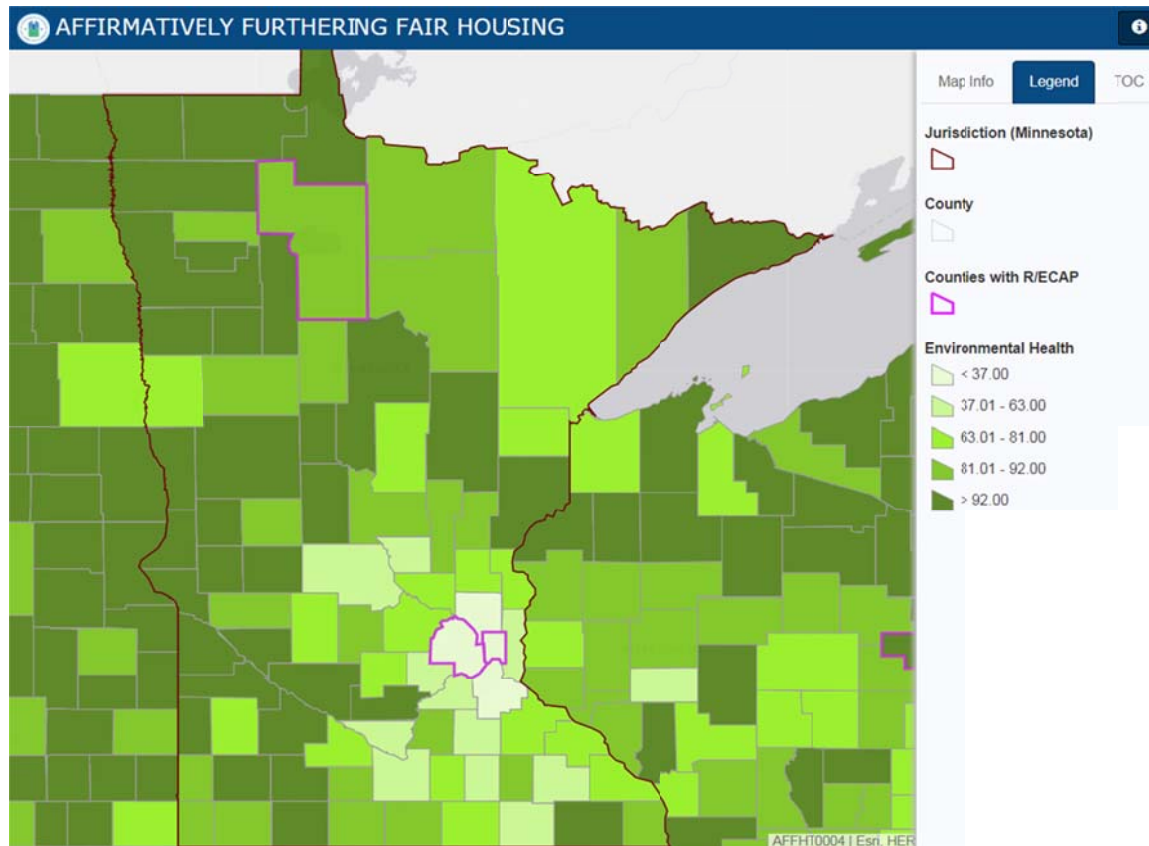 AFFIRMATIVELY FURTHERING FAIR HOUSING
Map Info Legend TOC
Jurisdiction (Minnesota)
County
Counties with R/ECAP
Environmental Health
< 37.00
37.01 - 63.00
63.01 - 81.00
81.01 - 92.00
> 92.00
AFFHT0004 | Esri, HER